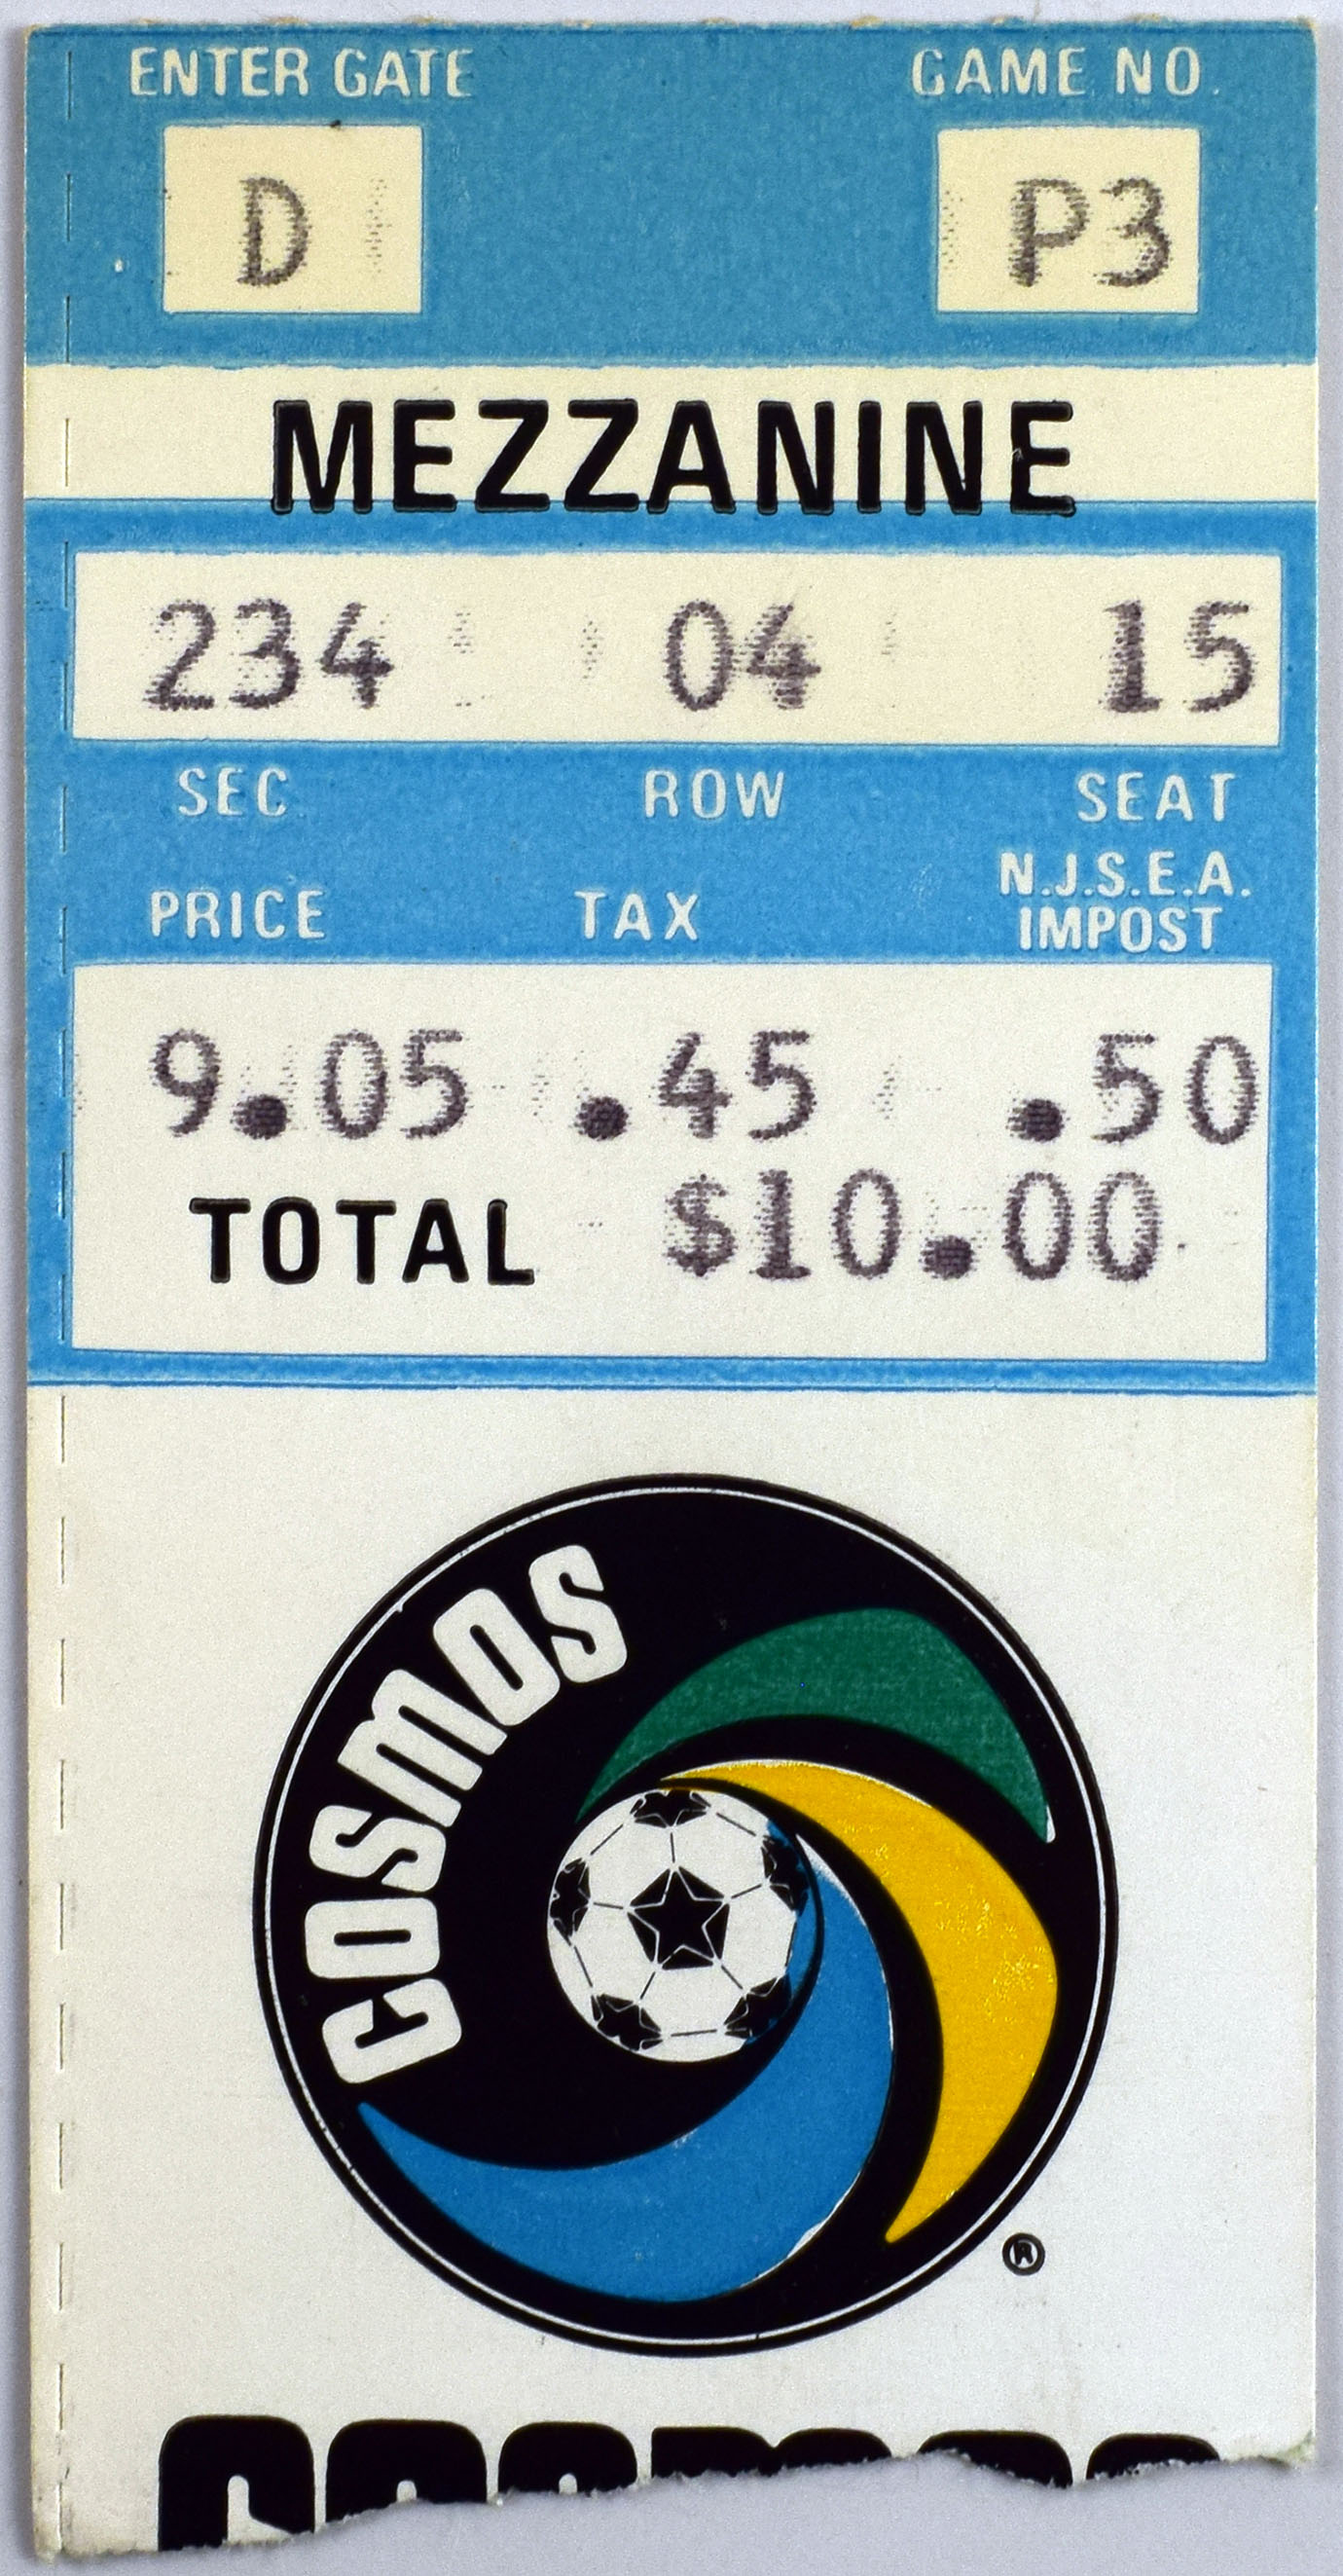 ENTER GATE GAME NO.
D P3
MEZZANINE
234 04 15
SEC ROW SEAT
PRICE TAX N.J.S.E.A. IMPOST
9.05 .45 .50
TOTAL $10.00
COSMOS
®